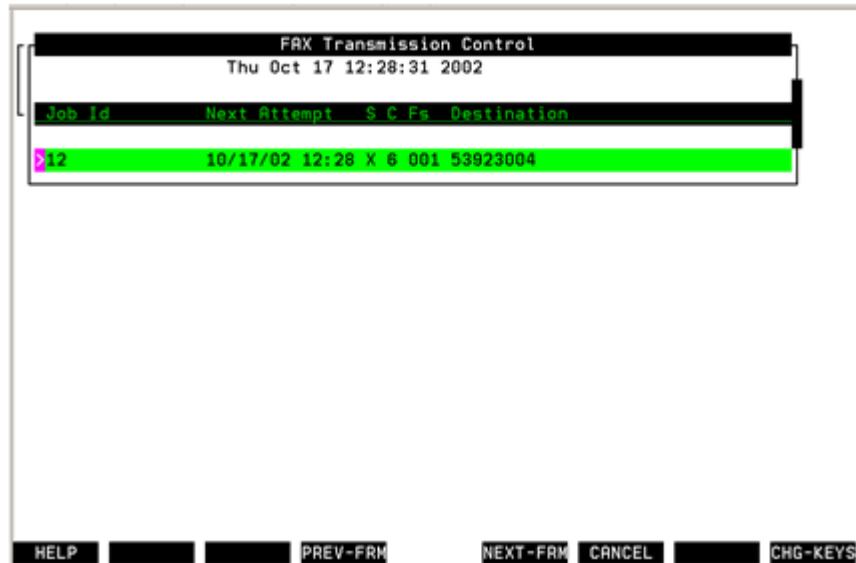 FAX Transmission Control
Thu Oct 17 12:28:31 2002
Job Id Next Attempt S C Fs Destination
>12 10/17/02 12:28 X 6 001 53923004
HELP PREV-FRM NEXT-FRM CANCEL CHG-KEYS